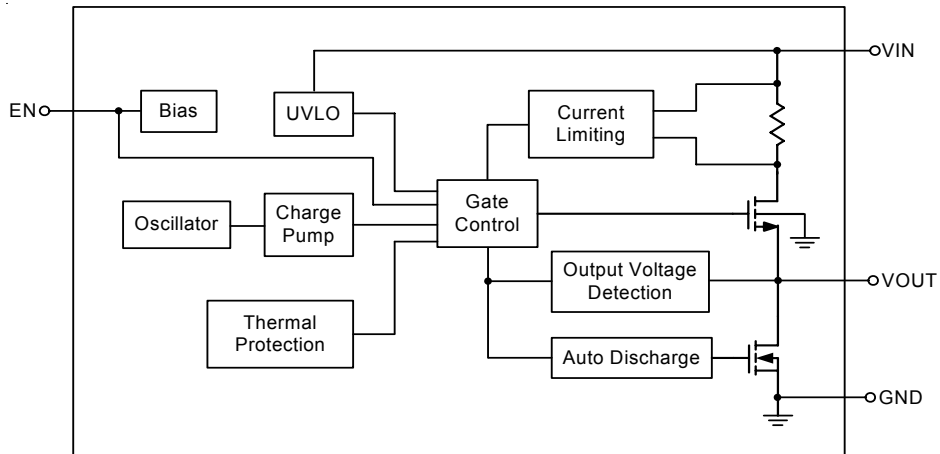 VIN
EN
Bias
UVLO
Current
Limiting
Gate
Control
Oscillator
Charge
Pump
Output Voltage
Detection
VOUT
Thermal
Protection
Auto Discharge
GND